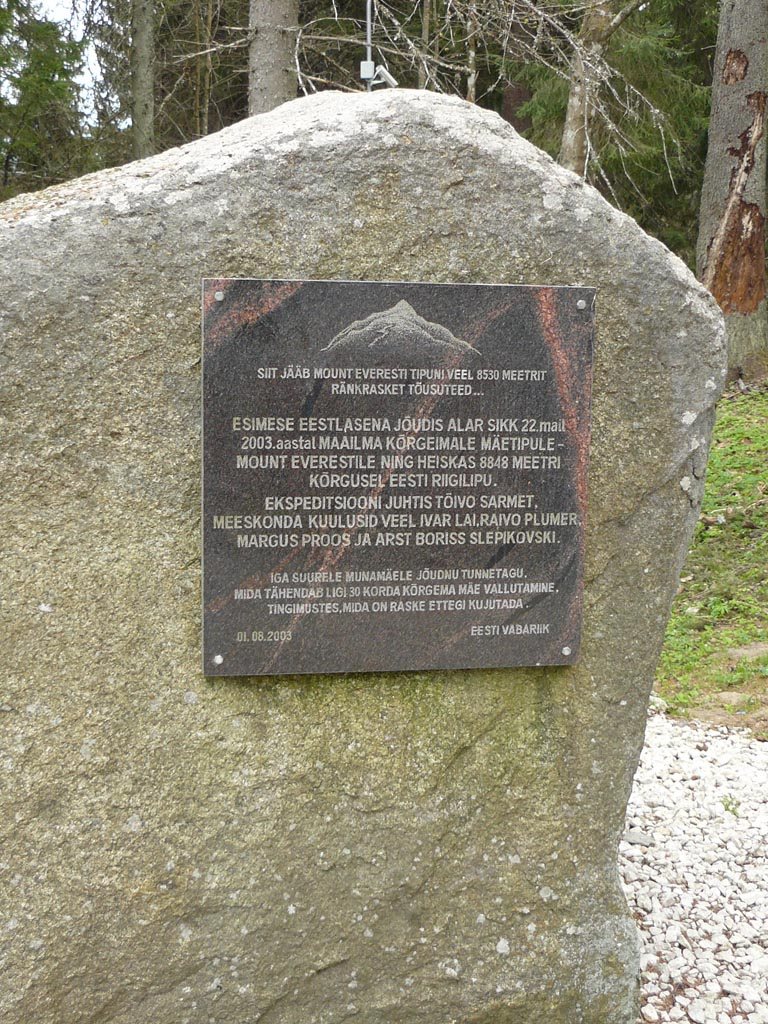 SIIT JÄÄB MOUNT EVERESTI TIPUNI VEEL 8530 MEETRIT
RÄNKRASKET TÕUSUTEED...
ESIMESE EESTLASENA JÕUDIS ALAR SIKK 22.mail
2003.aastal MAAILMA KÕRGEIMALE MÄETIPULE -
MOUNT EVERESTILE NING HEISKAS 8848 MEETRI
KÕRGUSEL EESTI RIIGILIPU.
EKSPEDITSIOONI JUHTIS TÕIVO SARMET,
MEESKONDA KUULUSID VEEL IVAR LAI,RAIVO PLUMER,
MARGUS PROOS JA ARST BORISS SLEPIKOVSKI.
IGA SUURELE MUNAMÄELE JÕUDNU TUNNETAGU,
MIDA TÄHENDAB LIGI 30 KORDA KÕRGEMA MÄE VALLUTAMINE,
TINGIMUSTES,MIDA ON RASKE ETTEGI KUJUTADA.
01.08.2003 EESTI VABARIIK